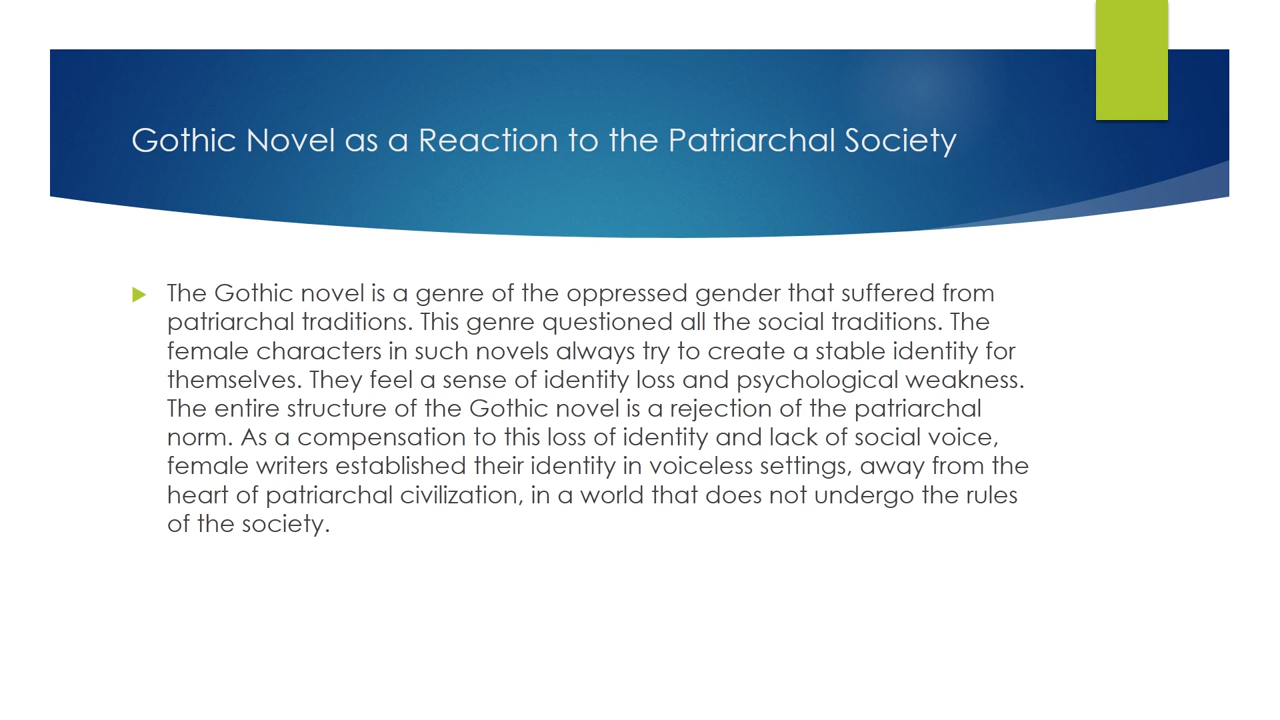 Gothic Novel as a Reaction to the Patriarchal Society
The Gothic novel is a genre of the oppressed gender that suffered from
patriarchal traditions. This genre questioned all the social traditions. The
female characters in such novels always try to create a stable identity for
themselves. They feel a sense of identity loss and psychological weakness.
The entire structure of the Gothic novel is a rejection of the patriarchal
norm. As a compensation to this loss of identity and lack of social voice,
female writers established their identity in voiceless settings, away from the
heart of patriarchal civilization, in a world that does not undergo the rules
of the society.